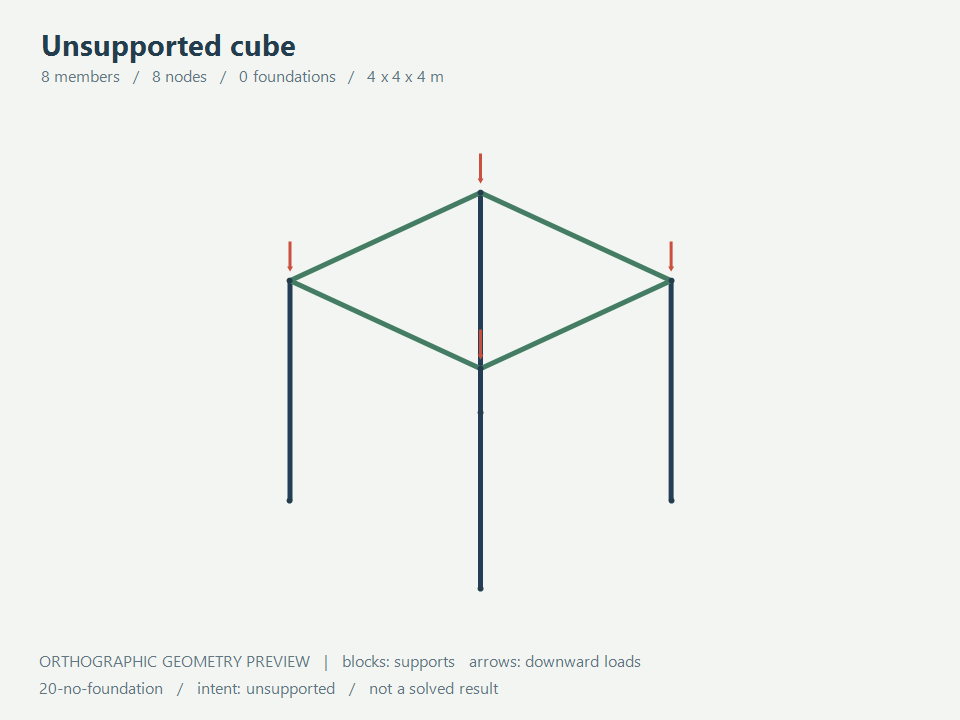 Unsupported cube
8 members / 8 nodes / 0 foundations / 4 x 4 x 4 m
ORTHOGRAPHIC GEOMETRY PREVIEW | blocks: supports arrows: downward loads
20-no-foundation / intent: unsupported / not a solved result